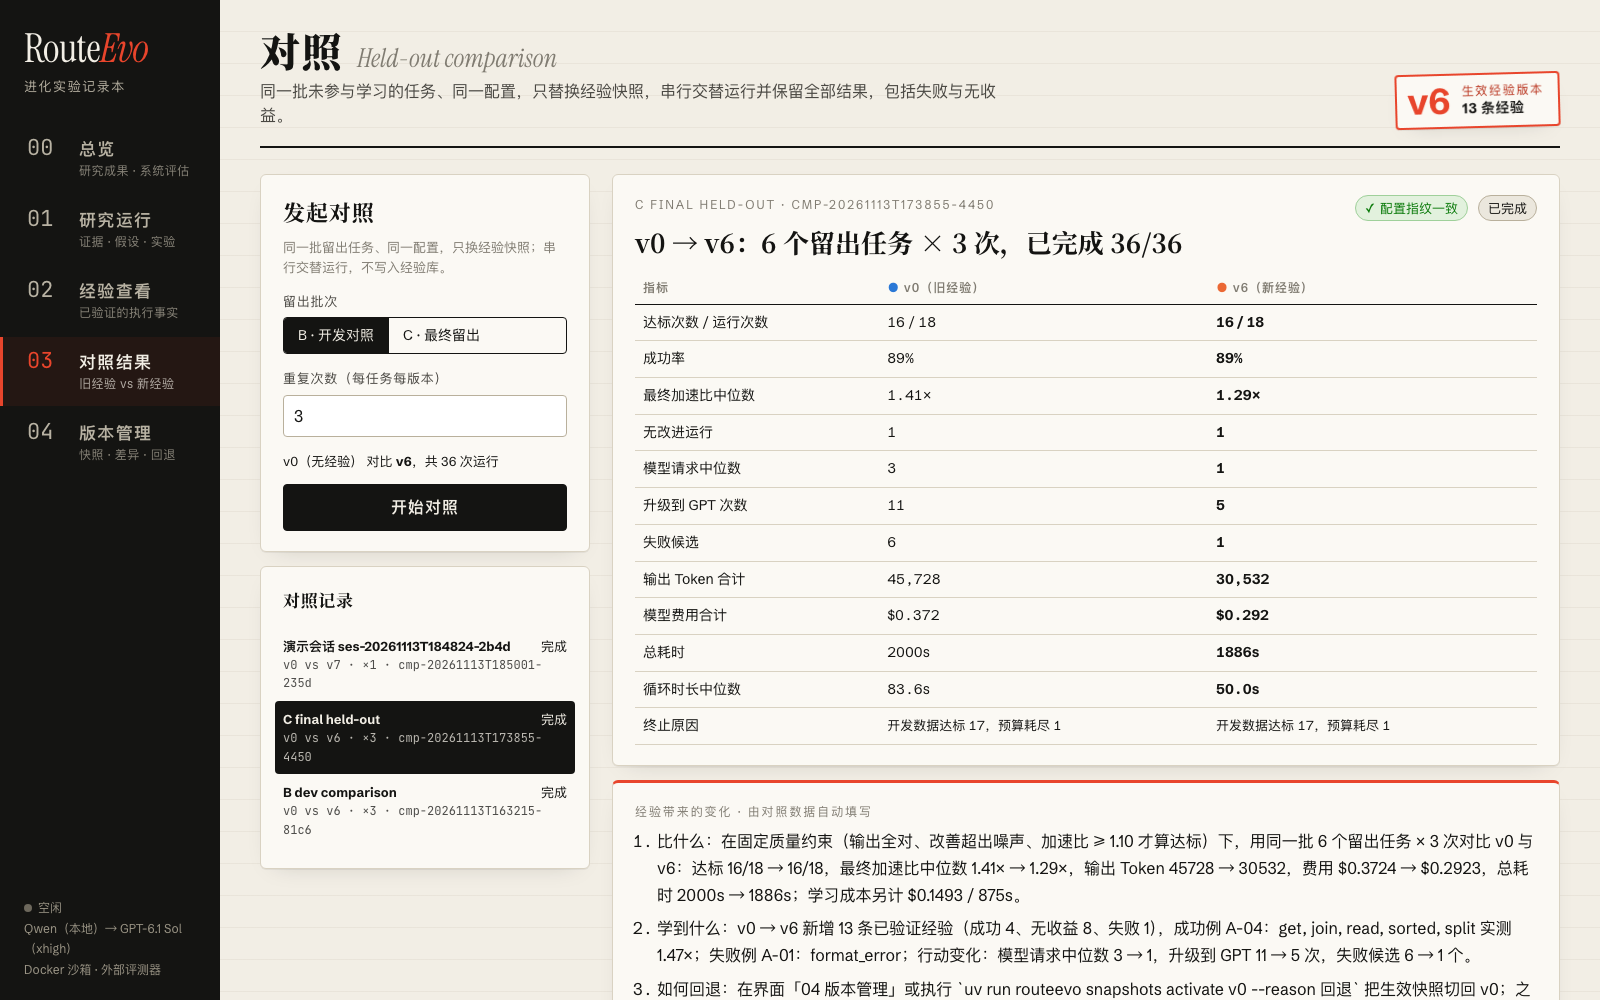 RouteEvo
进化实验记录本
00 总览
研究成果 · 系统评估
01 研究运行
证据 · 假设 · 实验
02 经验查看
已验证的执行事实
03 对照结果
旧经验 vs 新经验
04 版本管理
快照 · 差异 · 回退
空闲
Qwen（本地）→ GPT-6.1 Sol
（xhigh）
Docker 沙箱 · 外部评测器
对照 Held-out comparison
同一批未参与学习的任务、同一配置，只替换经验快照，串行交替运行并保留全部结果，包括失败与无收
益。
v6 生效经验版本
13 条经验
发起对照
同一批留出任务、同一配置，只换经验快照；串
行交替运行，不写入经验库。
留出批次
B · 开发对照 C · 最终留出
重复次数（每任务每版本）
3
v0（无经验） 对比 v6，共 36 次运行
开始对照
对照记录
演示会话 ses-20261113T184824-2b4d 完成
v0 vs v7 · ×1 · cmp-20261113T185001-
235d
C final held-out 完成
v0 vs v6 · ×3 · cmp-20261113T173855-
4450
B dev comparison 完成
v0 vs v6 · ×3 · cmp-20261113T163215-
81c6
C FINAL HELD-OUT · CMP-20261113T173855-4450
✓ 配置指纹一致 已完成
v0 → v6：6 个留出任务 × 3 次，已完成 36/36
指标 v0（旧经验） v6（新经验）
达标次数 / 运行次数 16 / 18 16 / 18
成功率 89% 89%
最终加速比中位数 1.41× 1.29×
无改进运行 1 1
模型请求中位数 3 1
升级到 GPT 次数 11 5
失败候选 6 1
输出 Token 合计 45,728 30,532
模型费用合计 $0.372 $0.292
总耗时 2000s 1886s
循环时长中位数 83.6s 50.0s
终止原因 开发数据达标 17，预算耗尽 1 开发数据达标 17，预算耗尽 1
经验带来的变化 · 由对照数据自动填写
1. 比什么：在固定质量约束（输出全对、改善超出噪声、加速比 ≥ 1.10 才算达标）下，用同一批 6 个留出任务 × 3 次对比 v0 与
v6：达标 16/18 → 16/18，最终加速比中位数 1.41× → 1.29×，输出 Token 45728 → 30532，费用 $0.3724 → $0.2923，总耗
时 2000s → 1886s；学习成本另计 $0.1493 / 875s。
2. 学到什么：v0 → v6 新增 13 条已验证经验（成功 4、无收益 8、失败 1），成功例 A-04：get, join, read, sorted, split 实测
1.47×；失败例 A-01：format_error；行动变化：模型请求中位数 3 → 1，升级到 GPT 11 → 5 次，失败候选 6 → 1 个。
3. 如何回退：在界面「04 版本管理」或执行 `uv run routeevo snapshots activate v0 --reason 回退` 把生效快照切回 v0；之